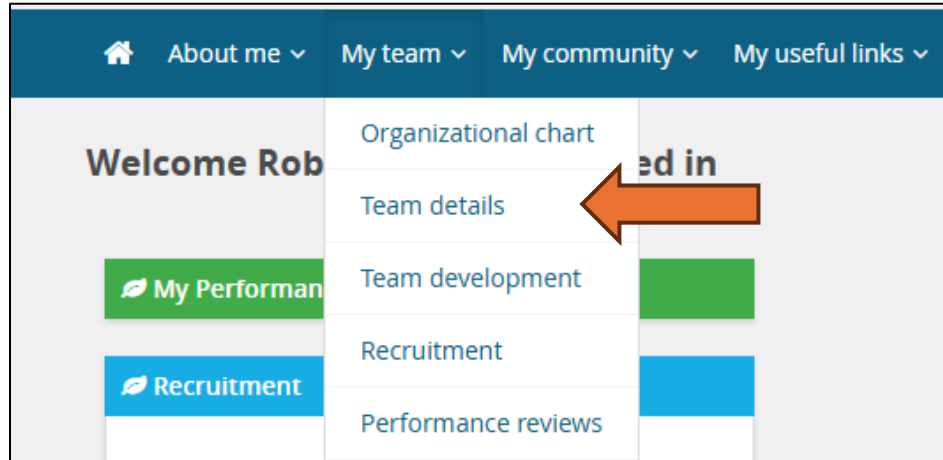 About me My team My community My useful links
Organizational chart
Welcome Rob ed in
Team details
Team development
My Performan
Recruitment
Recruitment
Performance reviews